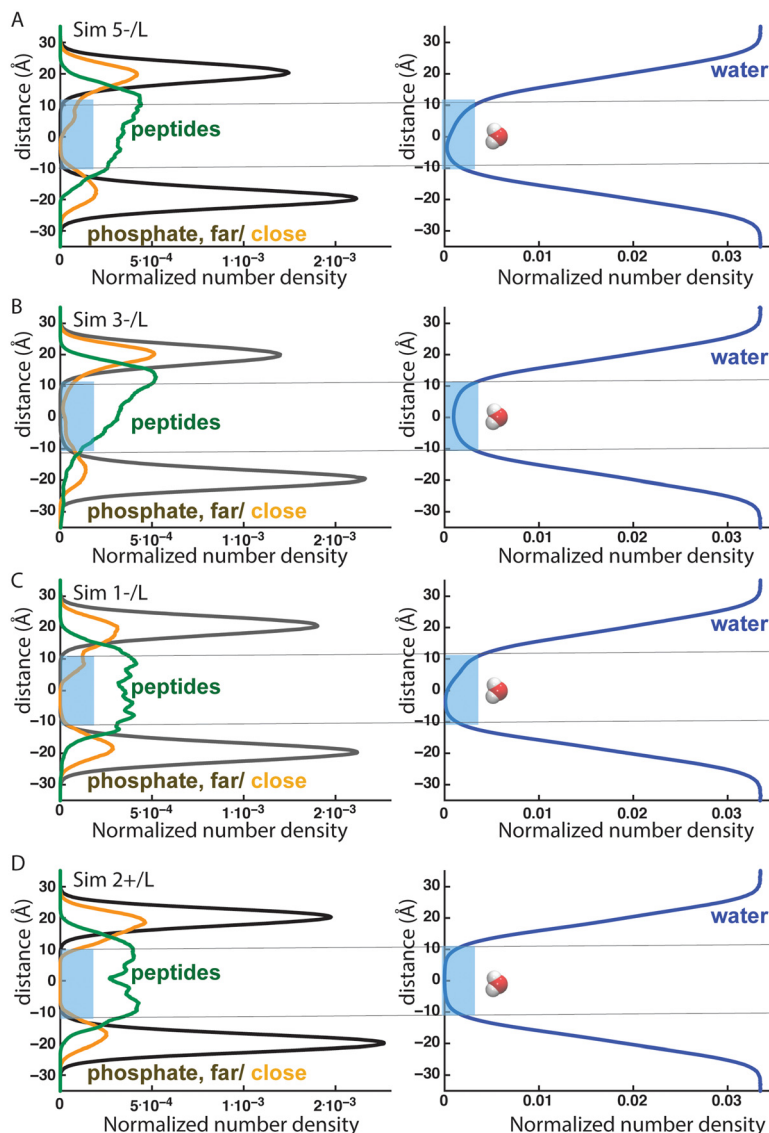 A
Sim 5-/L
distance (Å)
30
20
10
0
−10
−20
−30
peptides
phosphate, far/ close
0
5·10⁻⁴
1·10⁻³
2·10⁻³
Normalized number density
distance (Å)
30
20
10
0
−10
−20
−30
water
0
0.01
0.02
0.03
Normalized number density
B
Sim 3-/L
distance (Å)
30
20
10
0
−10
−20
−30
peptides
phosphate, far/ close
0
5·10⁻⁴
1·10⁻³
2·10⁻³
Normalized number density
distance (Å)
30
20
10
0
−10
−20
−30
water
0
0.01
0.02
0.03
Normalized number density
C
Sim 1-/L
distance (Å)
30
20
10
0
−10
−20
−30
peptides
phosphate, far/ close
0
5·10⁻⁴
1·10⁻³
2·10⁻³
Normalized number density
distance (Å)
30
20
10
0
−10
−20
−30
water
0
0.01
0.02
0.03
Normalized number density
D
Sim 2+/L
distance (Å)
30
20
10
0
−10
−20
−30
peptides
phosphate, far/ close
0
5·10⁻⁴
1·10⁻³
2·10⁻³
Normalized number density
distance (Å)
30
20
10
0
−10
−20
−30
water
0
0.01
0.02
0.03
Normalized number density